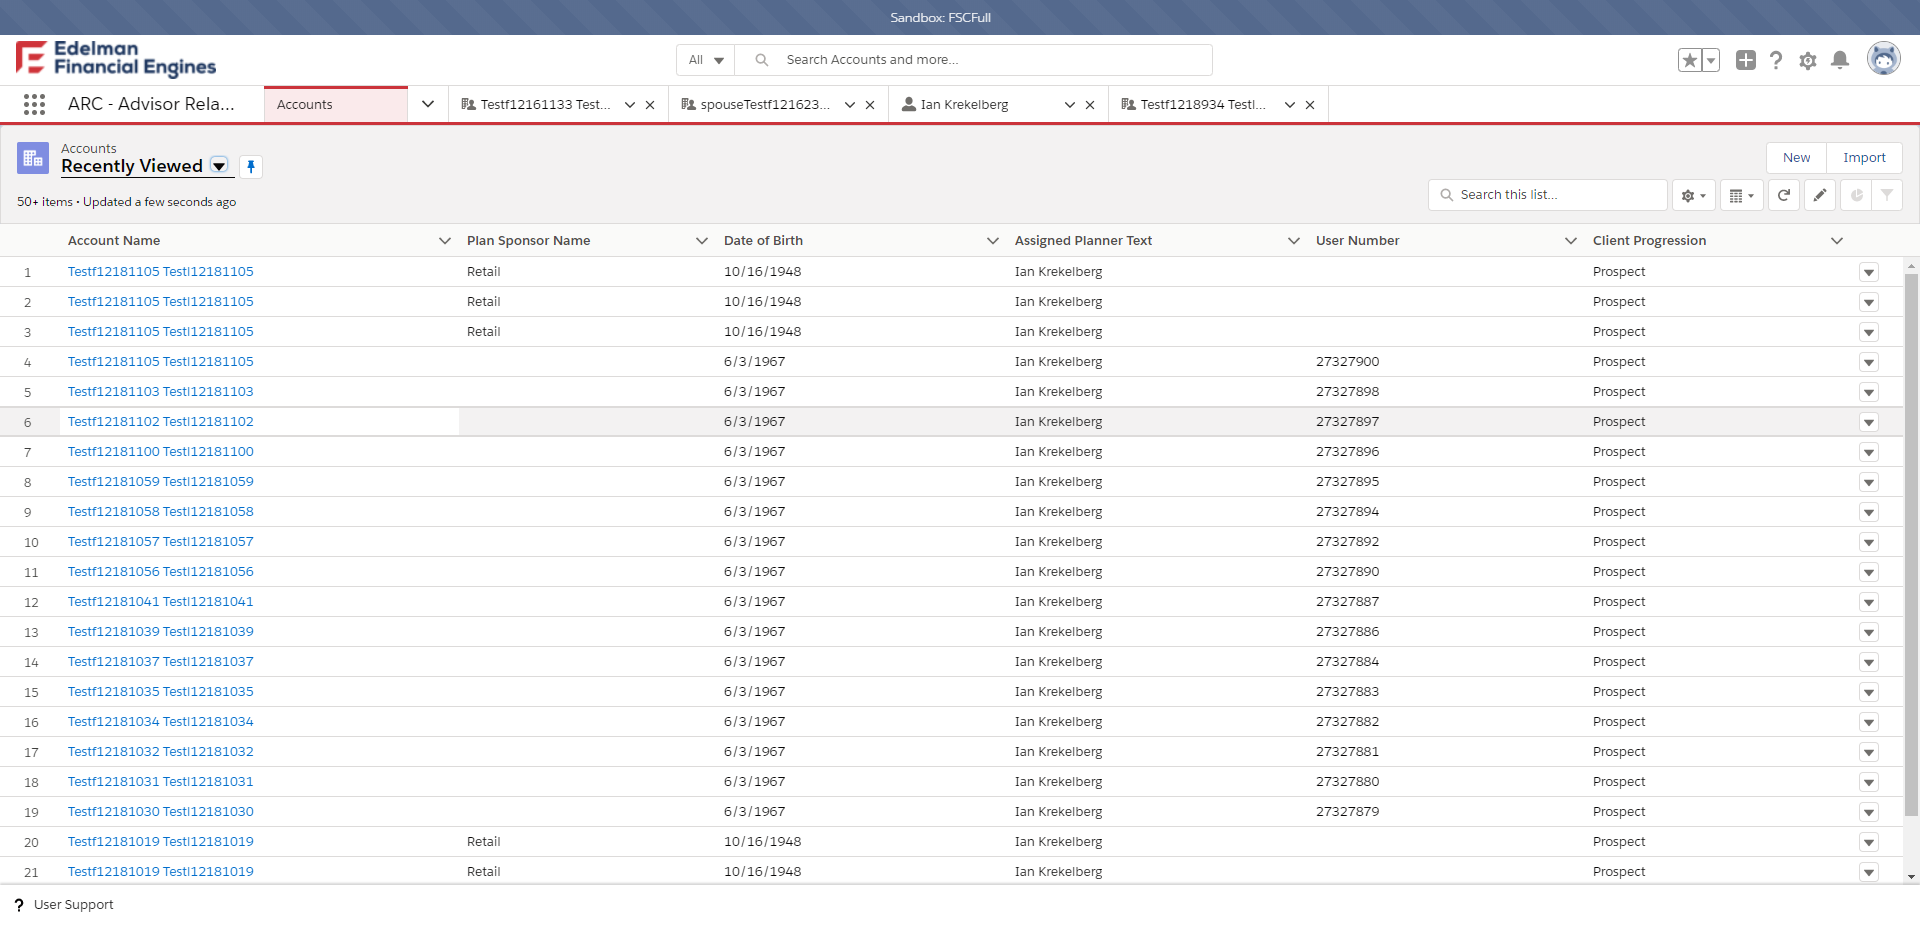 Sandbox: FSCFull
Edelman
Financial Engines
All
Search Accounts and more...
ARC - Advisor Rela...
Accounts
Testf12161133 Test...
spouseTestf121623...
Ian Krekelberg
Testf1218934 Testl...
Accounts
Recently Viewed
New
Import
50+ items • Updated a few seconds ago
Search this list...
Account Name Plan Sponsor Name Date of Birth Assigned Planner Text User Number Client Progression
1 Testf12181105 Testl12181105 Retail 10/16/1948 Ian Krekelberg Prospect
2 Testf12181105 Testl12181105 Retail 10/16/1948 Ian Krekelberg Prospect
3 Testf12181105 Testl12181105 Retail 10/16/1948 Ian Krekelberg Prospect
4 Testf12181105 Testl12181105 6/3/1967 Ian Krekelberg 27327900 Prospect
5 Testf12181103 Testl12181103 6/3/1967 Ian Krekelberg 27327898 Prospect
6 Testf12181102 Testl12181102 6/3/1967 Ian Krekelberg 27327897 Prospect
7 Testf12181100 Testl12181100 6/3/1967 Ian Krekelberg 27327896 Prospect
8 Testf12181059 Testl12181059 6/3/1967 Ian Krekelberg 27327895 Prospect
9 Testf12181058 Testl12181058 6/3/1967 Ian Krekelberg 27327894 Prospect
10 Testf12181057 Testl12181057 6/3/1967 Ian Krekelberg 27327892 Prospect
11 Testf12181056 Testl12181056 6/3/1967 Ian Krekelberg 27327890 Prospect
12 Testf12181041 Testl12181041 6/3/1967 Ian Krekelberg 27327887 Prospect
13 Testf12181039 Testl12181039 6/3/1967 Ian Krekelberg 27327886 Prospect
14 Testf12181037 Testl12181037 6/3/1967 Ian Krekelberg 27327884 Prospect
15 Testf12181035 Testl12181035 6/3/1967 Ian Krekelberg 27327883 Prospect
16 Testf12181034 Testl12181034 6/3/1967 Ian Krekelberg 27327882 Prospect
17 Testf12181032 Testl12181032 6/3/1967 Ian Krekelberg 27327881 Prospect
18 Testf12181031 Testl12181031 6/3/1967 Ian Krekelberg 27327880 Prospect
19 Testf12181030 Testl12181030 6/3/1967 Ian Krekelberg 27327879 Prospect
20 Testf12181019 Testl12181019 Retail 10/16/1948 Ian Krekelberg Prospect
21 Testf12181019 Testl12181019 Retail 10/16/1948 Ian Krekelberg Prospect
? User Support